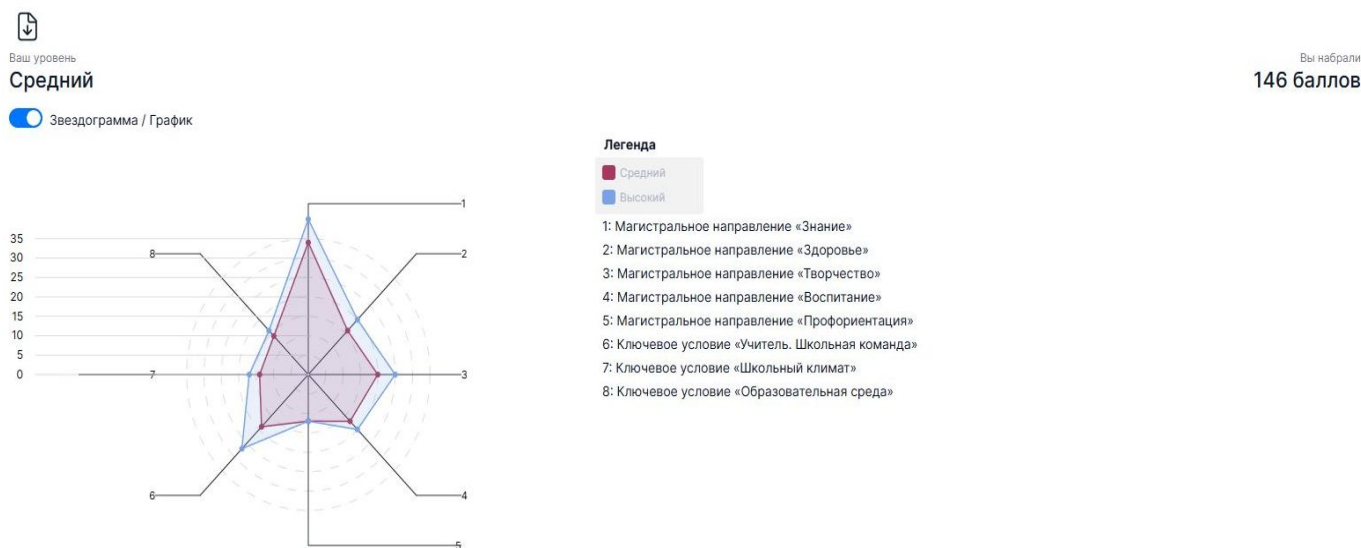 Ваш уровень
Средний
Вы набрали
146 баллов
Звездограмма / График
35
30
25
20
15
10
5
0
1
2
3
4
5
6
7
8
Легенда
Средний
Высокий
1: Магистральное направление «Знание»
2: Магистральное направление «Здоровье»
3: Магистральное направление «Творчество»
4: Магистральное направление «Воспитание»
5: Магистральное направление «Профориентация»
6: Ключевое условие «Учитель. Школьная команда»
7: Ключевое условие «Школьный климат»
8: Ключевое условие «Образовательная среда»